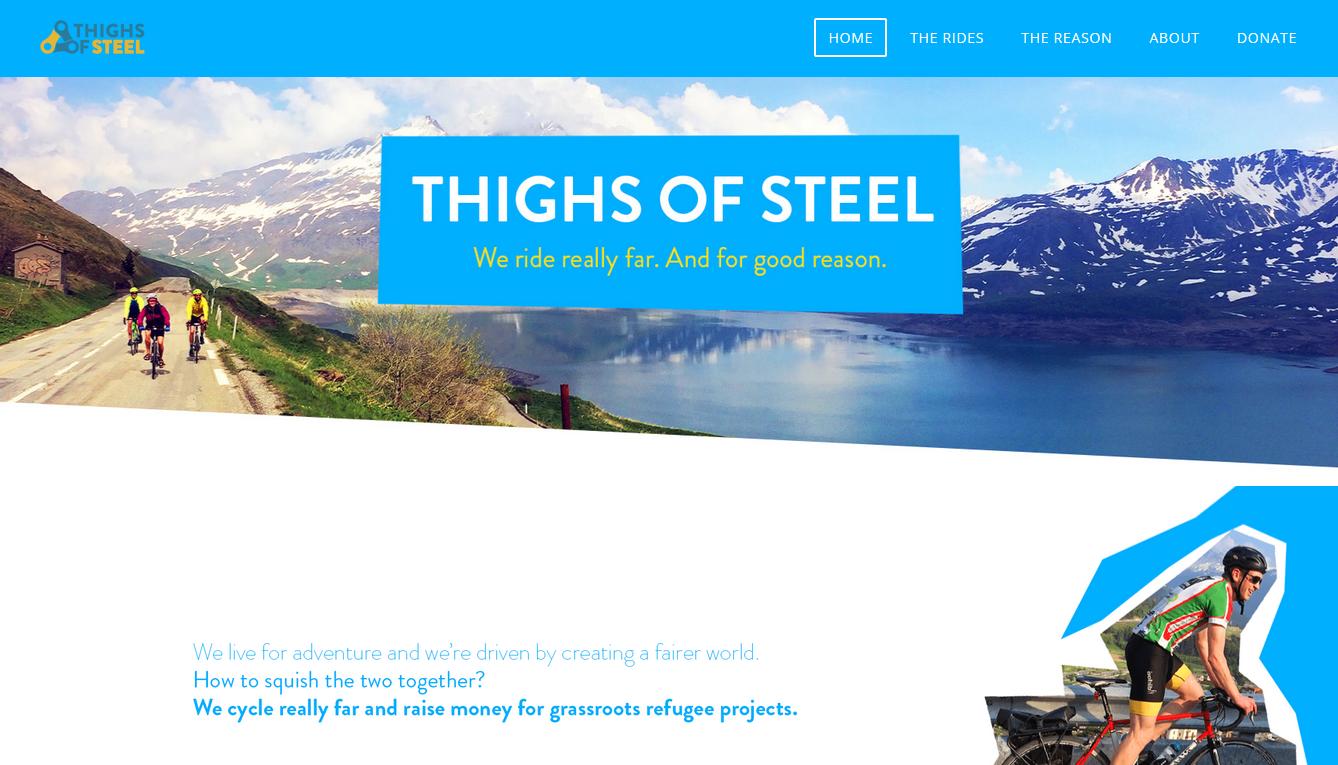 THIGHS
OF STEEL
HOME
THE RIDES
THE REASON
ABOUT
DONATE
THIGHS OF STEEL
We ride really far. And for good reason.
We live for adventure and we're driven by creating a fairer world.
How to squish the two together?
We cycle really far and raise money for grassroots refugee projects.